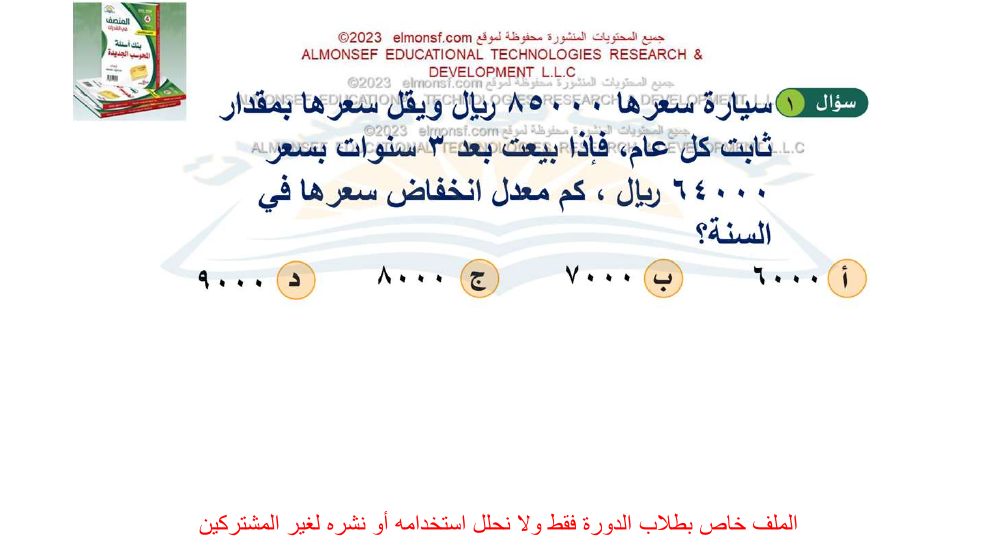 المنصف
في القدرات
بنك أسئلة
المحوسب الجديدة
جميع المحتويات المنشورة محفوظة لموقع elmonsf.com ©2023
ALMONSEF EDUCATIONAL TECHNOLOGIES RESEARCH &
DEVELOPMENT L.L.C
جميع المحتويات المنشورة محفوظة لموقع elmonsf.com ©2023
ALMONSEF EDUCATIONAL TECHNOLOGIES RESEARCH & DEVELOPMENT L.L.C
سؤال ١ سيارة سعرها ٨٥٠٠٠ ريال ويقل سعرها بمقدار
جميع المحتويات المنشورة محفوظة لموقع elmonsf.com ©2023
ALMONSEF EDUCATIONAL TECHNOLOGIES RESEARCH & DEVELOPMENT L.L.C
ثابت كل عام، فإذا بيعت بعد ٣ سنوات بسعر
٦٤٠٠٠ ريال ، كم معدل انخفاض سعرها في
السنة؟
أ ٦٠٠٠ ب ٧٠٠٠ ج ٨٠٠٠ د ٩٠٠٠
الملف خاص بطلاب الدورة فقط ولا نحلل استخدامه أو نشره لغير المشتركين